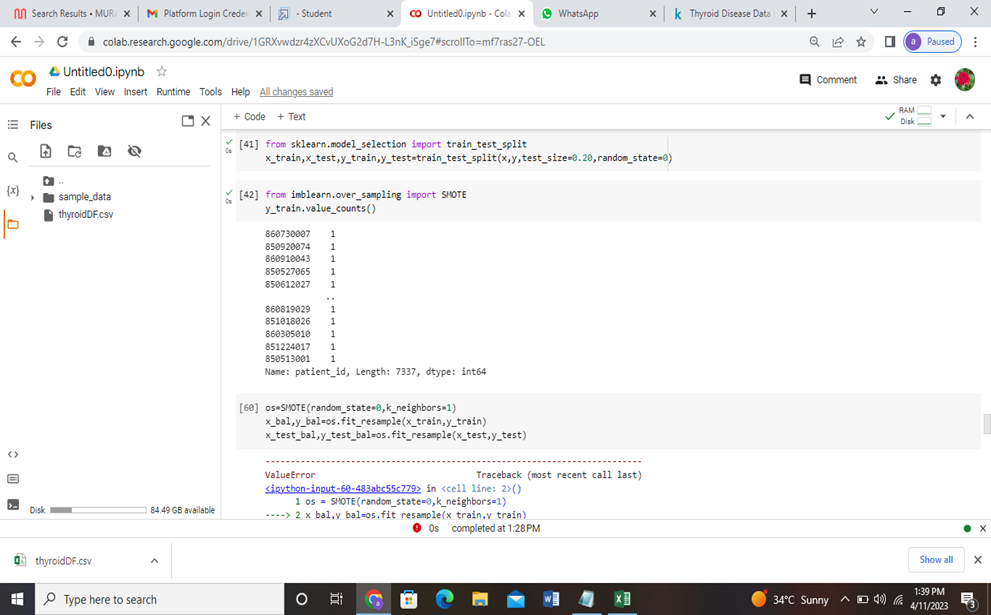 Search Results • MURA
Platform Login Creden
- Student
Untitled0.ipynb - Cola
WhatsApp
Thyroid Disease Data
colab.research.google.com/drive/1GRXvwdzr4zXCvUXoG2d7H-L3nK_iSge7#scrollTo=mf7ras27-OEL
a Paused
Untitled0.ipynb
File Edit View Insert Runtime Tools Help All changes saved
Comment Share
Files
+ Code + Text
RAM
Disk
..
sample_data
thyroidDF.csv
{x}
[41] from sklearn.model_selection import train_test_split
x_train,x_test,y_train,y_test=train_test_split(x,y,test_size=0.20,random_state=0)
0s
[42] from imblearn.over_sampling import SMOTE
y_train.value_counts()
0s
860730007 1
850920074 1
860910043 1
850527065 1
850612027 1
..
860819029 1
851018026 1
860305010 1
851224017 1
850513001 1
Name: patient_id, Length: 7337, dtype: int64
[60] os=SMOTE(random_state=0,k_neighbors=1)
x_bal,y_bal=os.fit_resample(x_train,y_train)
x_test_bal,y_test_bal=os.fit_resample(x_test,y_test)
---------------------------------------------------------------------------
ValueError Traceback (most recent call last)
<ipython-input-60-483abc55c779> in <cell line: 2>()
1 os = SMOTE(random_state=0,k_neighbors=1)
----> 2 x_bal,y_bal=os.fit_resample(x_train,y_train)
Disk 84.49 GB available
0s completed at 1:28 PM
thyroidDF.csv
Show all
Type here to search
34°C Sunny
1:39 PM
4/11/2023
3